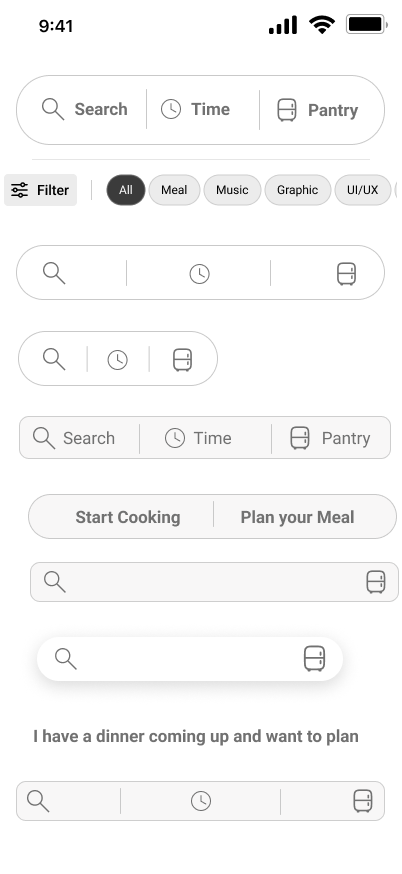 9:41
Search Time Pantry
Filter All Meal Music Graphic UI/UX
Search Time Pantry
Start Cooking Plan your Meal
I have a dinner coming up and want to plan